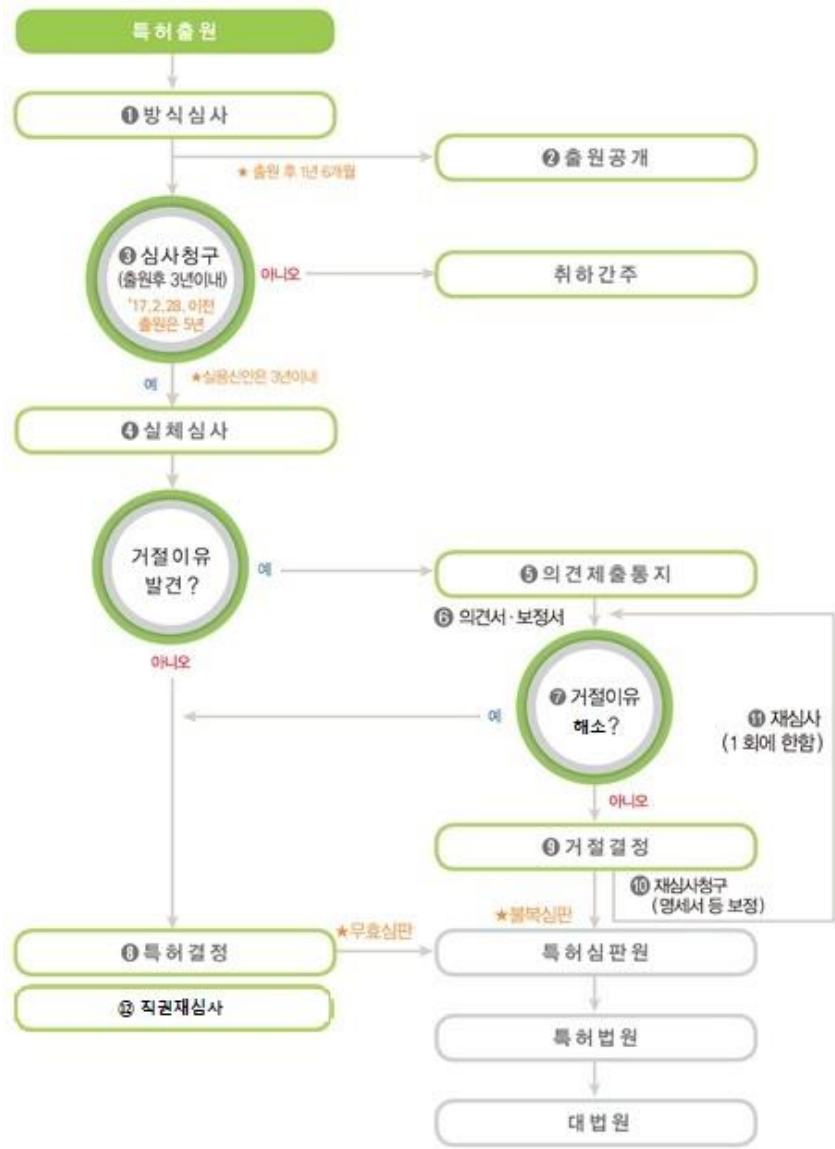 특허출원
❶ 방식심사
★ 출원 후 1년 6개월
❷ 출원공개
❸ 심사청구
(출원후 3년이내)
'17.2.28. 이전
출원은 5년
아니오
취하간주
예
★실용신안은 3년이내
❹ 실체심사
거절이유
발견?
예
❺ 의견제출통지
❻ 의견서·보정서
아니오
❼ 거절이유
해소?
예
⓫ 재심사
(1회에 한함)
아니오
❾ 거절결정
❿ 재심사청구
(명세서 등 보정)
★불복심판
★무효심판
❽ 특허결정
특허심판원
⑫ 직권재심사
특허법원
대법원